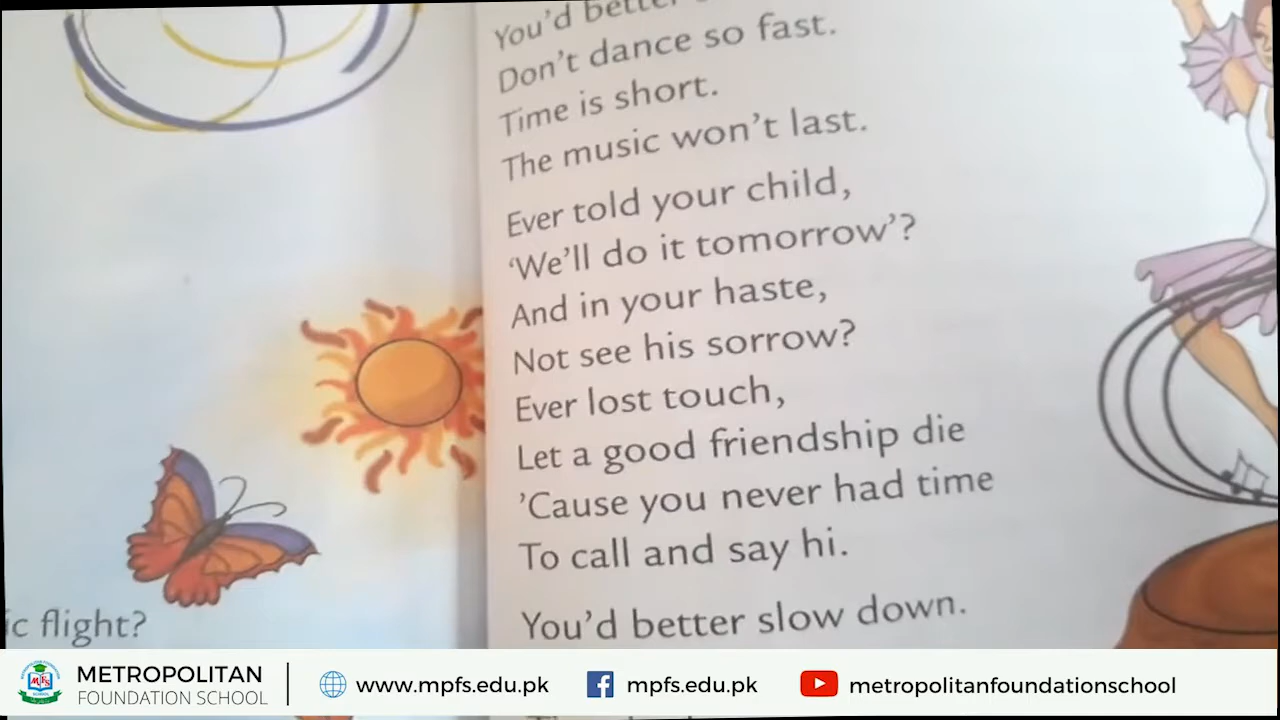 ic flight?
You'd better
Don't dance so fast.
Time is short.
The music won't last.
Ever told your child,
‘We'll do it tomorrow’?
And in your haste,
Not see his sorrow?
Ever lost touch,
Let a good friendship die
’Cause you never had time
To call and say hi.
You'd better slow down.
METROPOLITAN
FOUNDATION SCHOOL
www.mpfs.edu.pk
mpfs.edu.pk
metropolitanfoundationschool